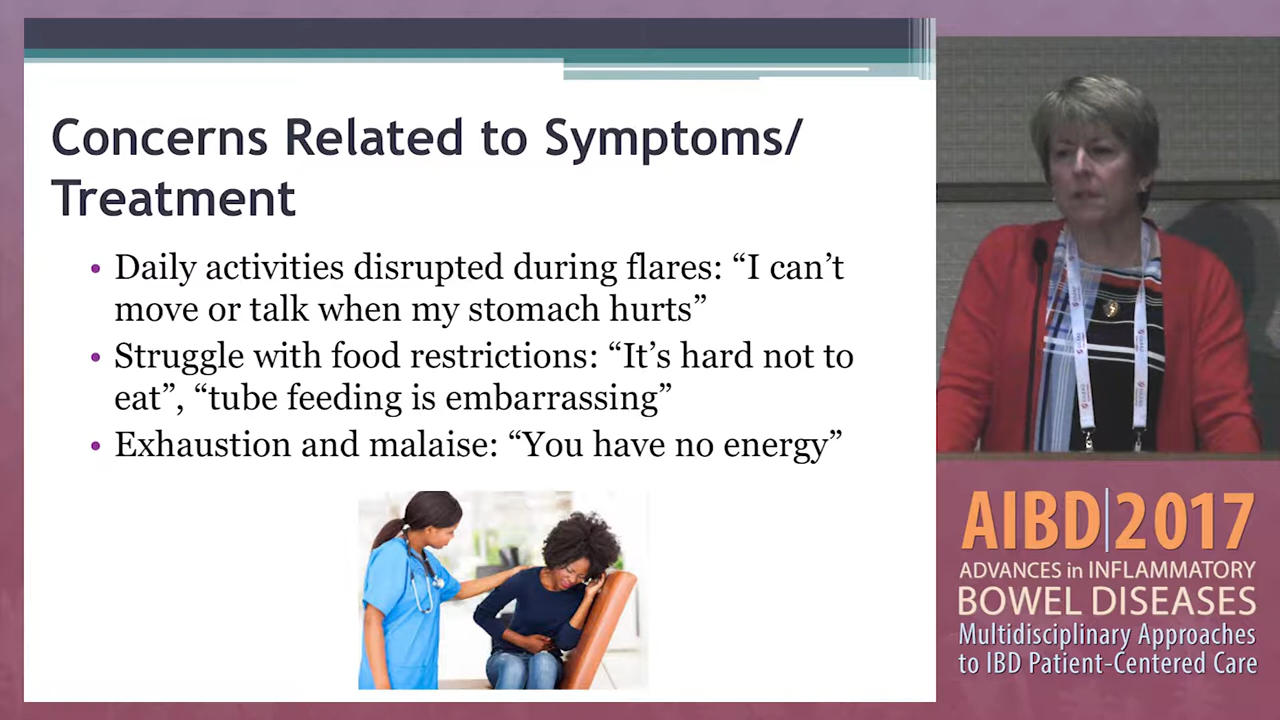 Concerns Related to Symptoms/
Treatment
• Daily activities disrupted during flares: “I can’t
move or talk when my stomach hurts”
• Struggle with food restrictions: “It’s hard not to
eat”, “tube feeding is embarrassing”
• Exhaustion and malaise: “You have no energy”
AIBD|2017
ADVANCES in INFLAMMATORY
BOWEL DISEASES
Multidisciplinary Approaches
to IBD Patient-Centered Care